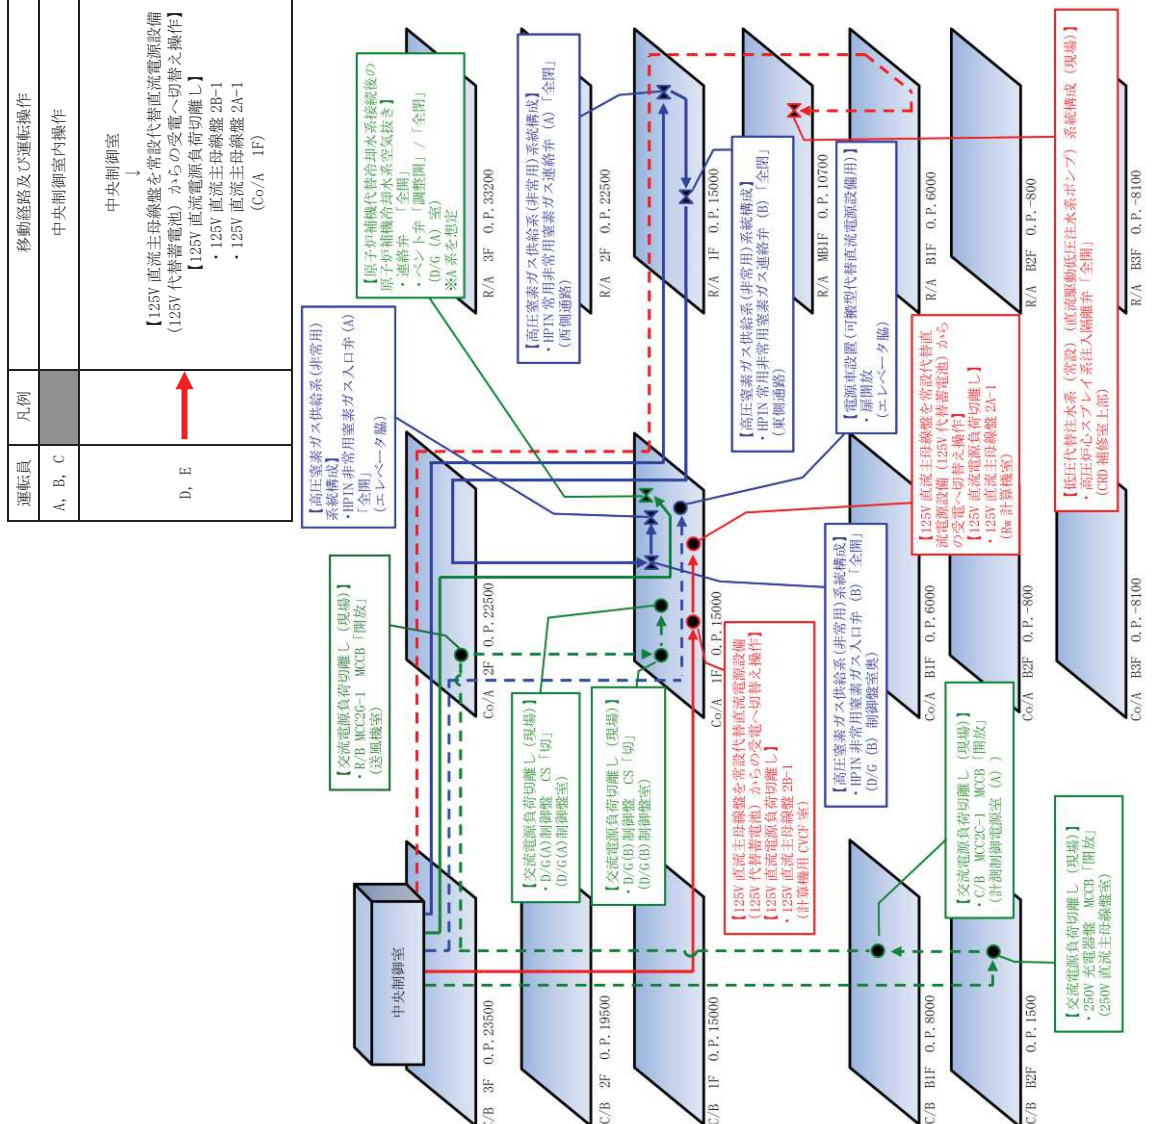 運転員 凡例 移動経路及び運転操作
A, B, C 中央制御室内操作
D, E
中央制御室
↓
【125V 直流主母線盤を常設代替直流電源設備
(125V 代替蓄電池) からの受電へ切替え操作】
【125V 直流電源負荷切離し】
・125V 直流主母線盤 2B-1
・125V 直流主母線盤 2A-1
(Co/A 1F)
中央制御室
C/B 3F O.P.23500
C/B 2F O.P.19500
C/B 1F O.P.15000
C/B B1F O.P.8000
C/B B2F O.P.1500
Co/A 2F O.P.22500
Co/A 1F O.P.15000
Co/A B1F O.P.6000
Co/A B2F O.P.-800
Co/A B3F O.P.-8100
R/A 3F O.P.33200
R/A 2F O.P.22500
R/A 1F O.P.15000
R/A MB1F O.P.10700
R/A B1F O.P.6000
R/A B2F O.P.-800
R/A B3F O.P.-8100
【交流電源負荷切離し (現場)】
・R/B MCC2G-1 MCCB「開放」
(送風機室)
【高圧窒素ガス供給系(非常用)
系統構成】
・HPIN 非常用窒素ガス入口弁(A)
「全開」
(エレベータ脇)
【原子炉補機代替冷却水系接続後の
原子炉補機冷却水系空気抜き】
・連絡弁 「全開」
・ベント弁「調整開」/「全閉」
(D/G (A) 室)
※A 系を想定
【高圧窒素ガス供給系(非常用)系統構成】
・HPIN 常用非常用窒素ガス連絡弁 (A)「全閉」
(西側通路)
【交流電源負荷切離し (現場)】
・D/G(A)制御盤 CS「切」
(D/G(A)制御盤室)
【交流電源負荷切離し (現場)】
・D/G(B)制御盤 CS「切」
(D/G(B)制御盤室)
【125V 直流主母線盤を常設代替直流電源設備
(125V 代替蓄電池) からの受電へ切替え操作】
【125V 直流電源負荷切離し】
・125V 直流主母線盤 2B-1
(計算機用 CVCF 室)
【高圧窒素ガス供給系(非常用)系統構成】
・HPIN 常用非常用窒素ガス連絡弁 (B)「全閉」
(東側通路)
【高圧窒素ガス供給系(非常用)系統構成】
・HPIN 非常用窒素ガス入口弁 (B)「全開」
(D/G (B) 制御盤室奥)
【電源車設置(可搬型代替直流電源設備用)】
・扉開放
(エレベータ脇)
【125V 直流主母線盤を常設代替直
流電源設備 (125V 代替蓄電池) から
の受電へ切替え操作】
【125V 直流電源負荷切離し】
・125V 直流主母線盤 2A-1
(Rw 計算機室)
【交流電源負荷切離し (現場)】
・C/B MCC2C-1 MCCB「開放」
(計測制御電源室 (A))
【交流電源負荷切離し (現場)】
・250V 充電器盤 MCCB「開放」
(250V 直流主母線盤室)
【低圧代替注水系 (常設) (直流駆動低圧注水系ポンプ) 系統構成 (現場)】
・高圧炉心スプレイ系注入隔離弁「全開」
(CRD 補修室上部)